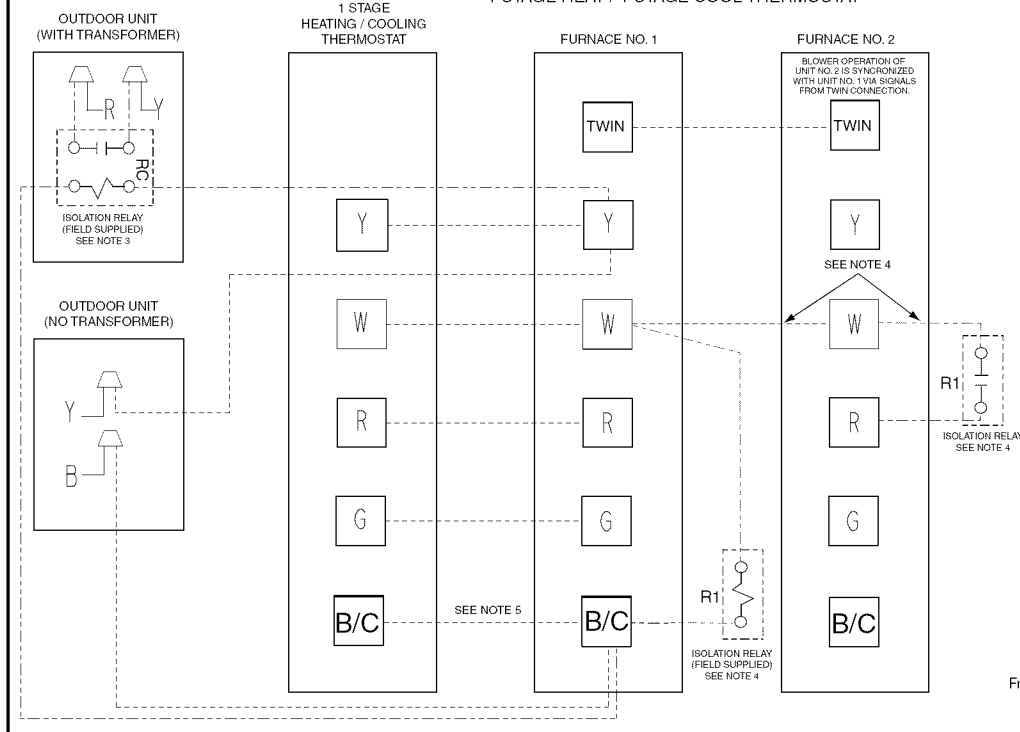 1 STAGE HEAT / 1 STAGE COOL THERMOSTAT
OUTDOOR UNIT
(WITH TRANSFORMER)
1 STAGE
HEATING / COOLING
THERMOSTAT
FURNACE NO. 1
FURNACE NO. 2
BLOWER OPERATION OF
UNIT NO. 2 IS SYNCRONIZED
WITH UNIT NO. 1 VIA SIGNALS
FROM TWIN CONNECTION.
R
Y
RC
ISOLATION RELAY
(FIELD SUPPLIED)
SEE NOTE 3
TWIN
TWIN
Y
Y
Y
SEE NOTE 4
OUTDOOR UNIT
(NO TRANSFORMER)
W
W
W
R1
ISOLATION RELAY
SEE NOTE 4
Y
B
R
R
R
G
G
G
R1
ISOLATION RELAY
(FIELD SUPPLIED)
SEE NOTE 4
B/C
SEE NOTE 5
B/C
B/C
Fr